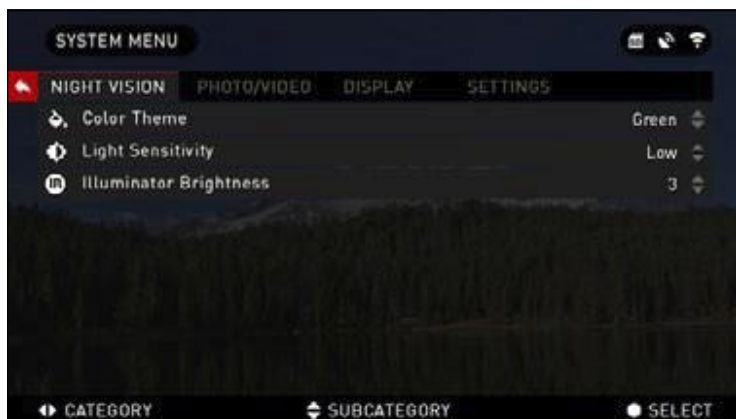 SYSTEM MENU
NIGHT VISION PHOTO/VIDEO DISPLAY SETTINGS
Color Theme Green
Light Sensitivity Low
IR Illuminator Brightness 3
CATEGORY SUBCATEGORY SELECT